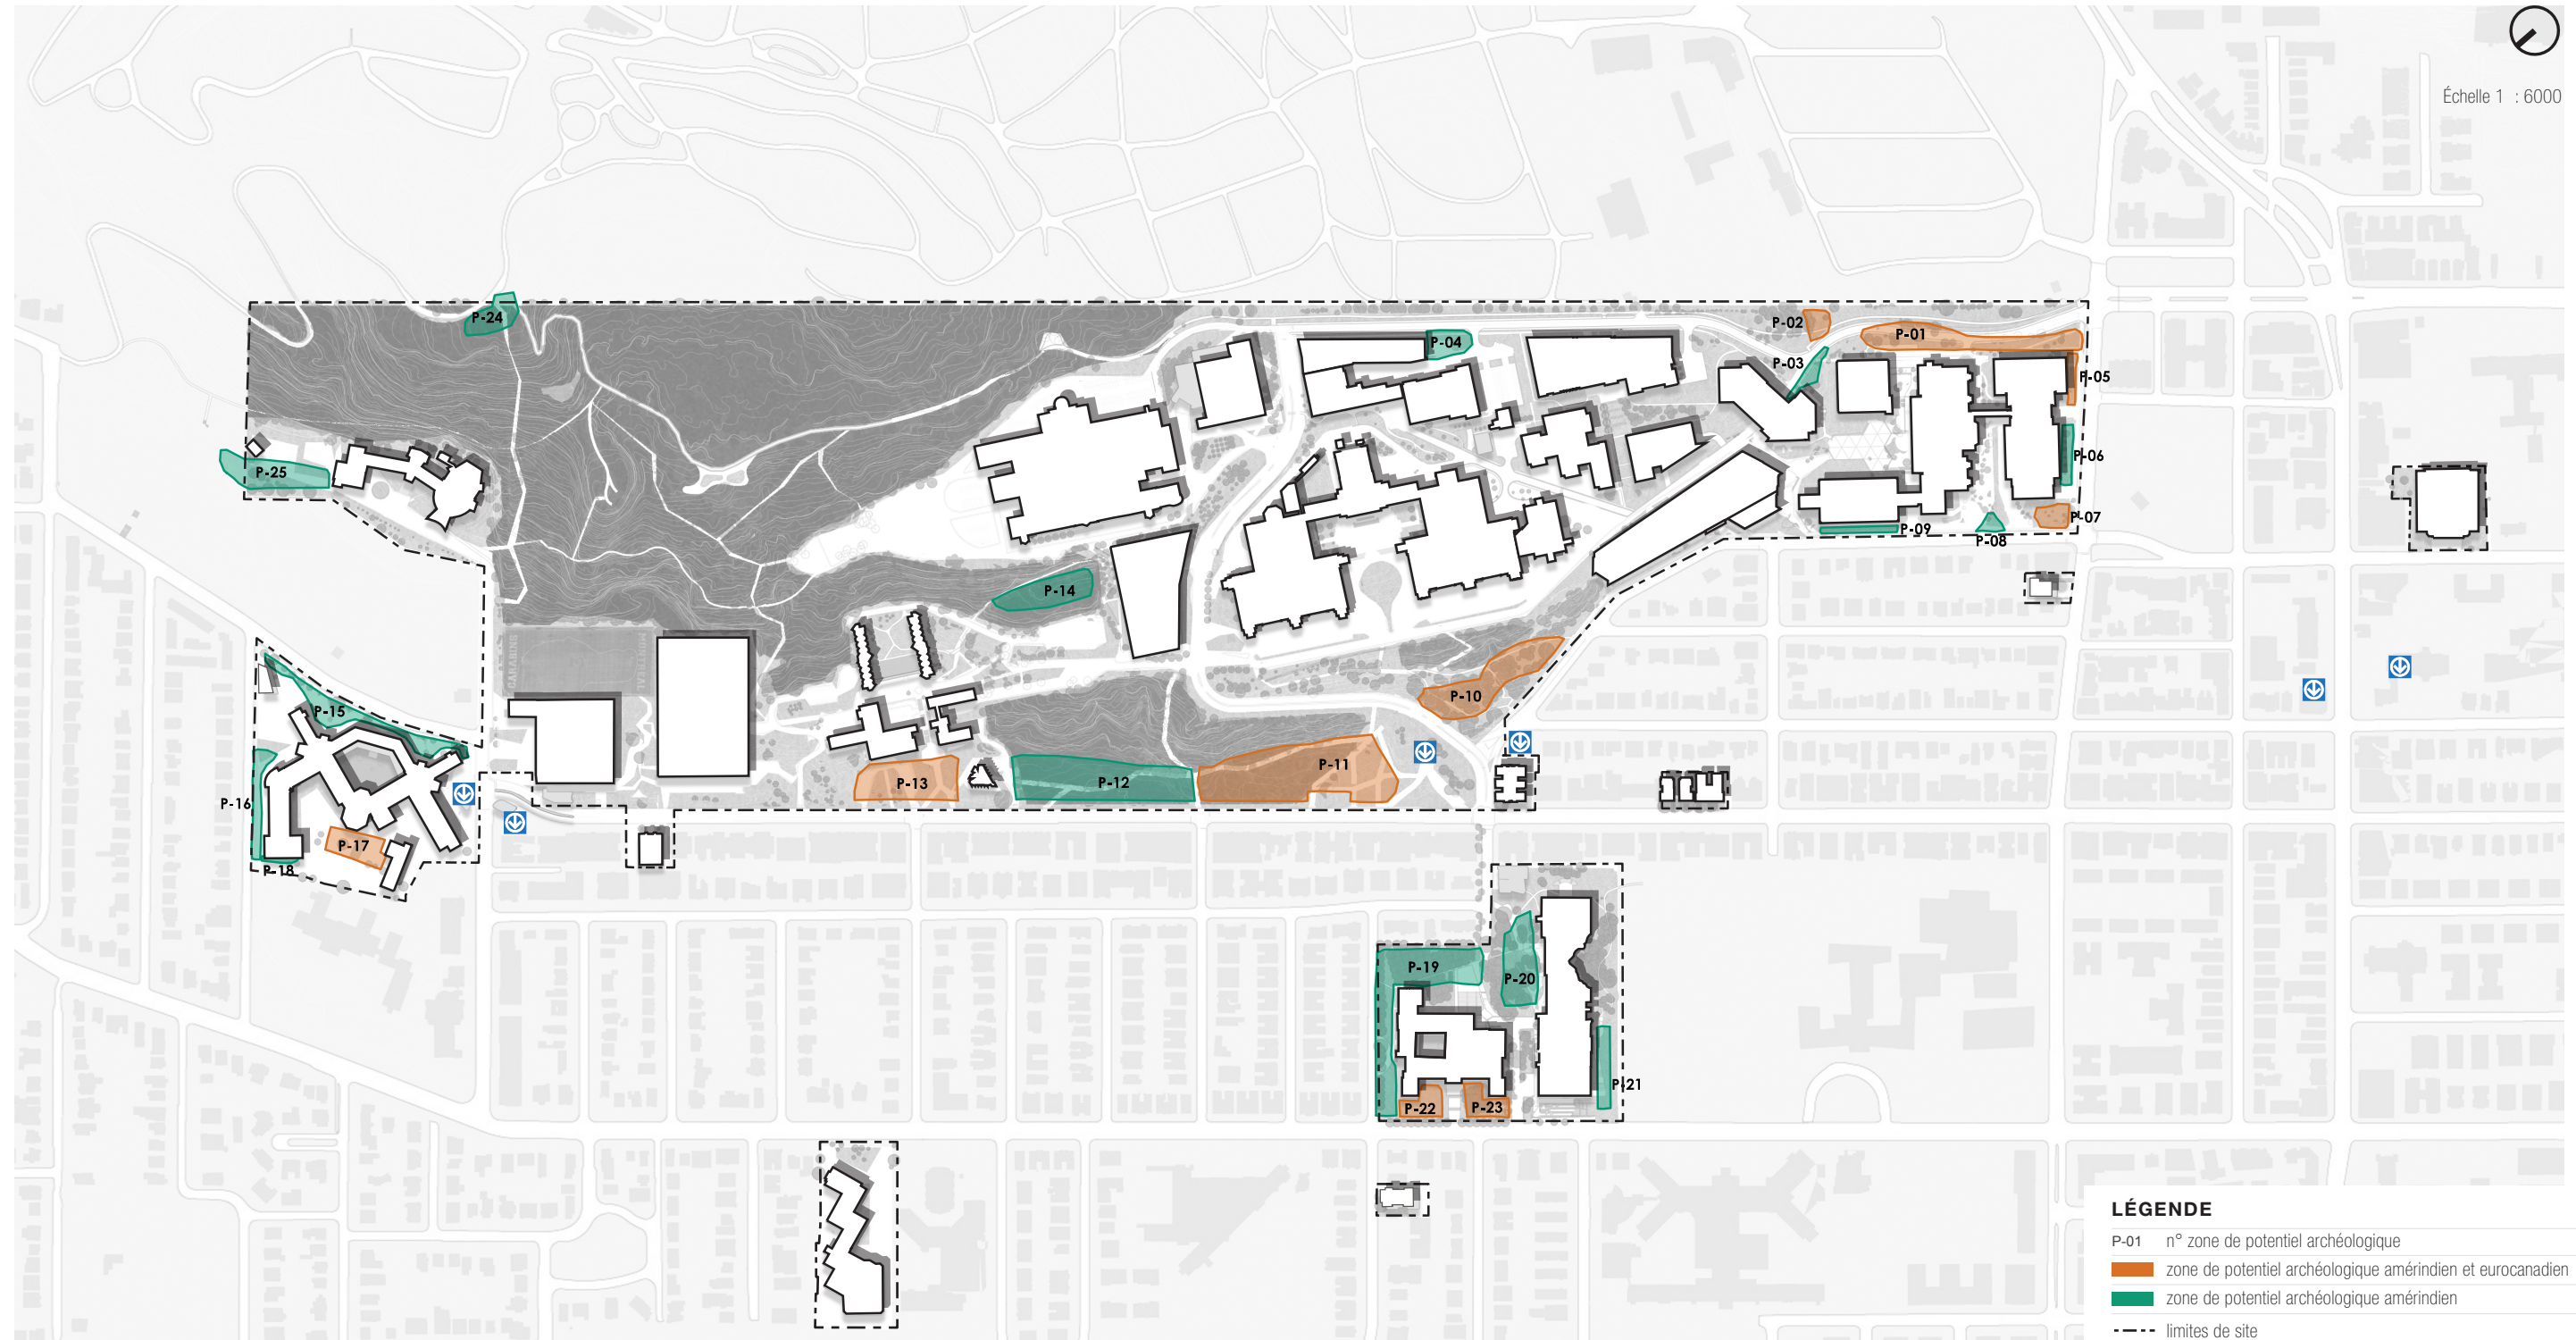 Échelle 1 : 6000
P-24
P-02
P-01
P-04
P-03
P-05
P-06
P-25
P-07
P-09
P-08
P-14
CARABINS
P-10
P-15
P-11
P-12
P-13
P-16
P-17
P-18
P-19
P-20
P-21
P-22
P-23
LÉGENDE
P-01 n° zone de potentiel archéologique
zone de potentiel archéologique amérindien et eurocanadien
zone de potentiel archéologique amérindien
limites de site